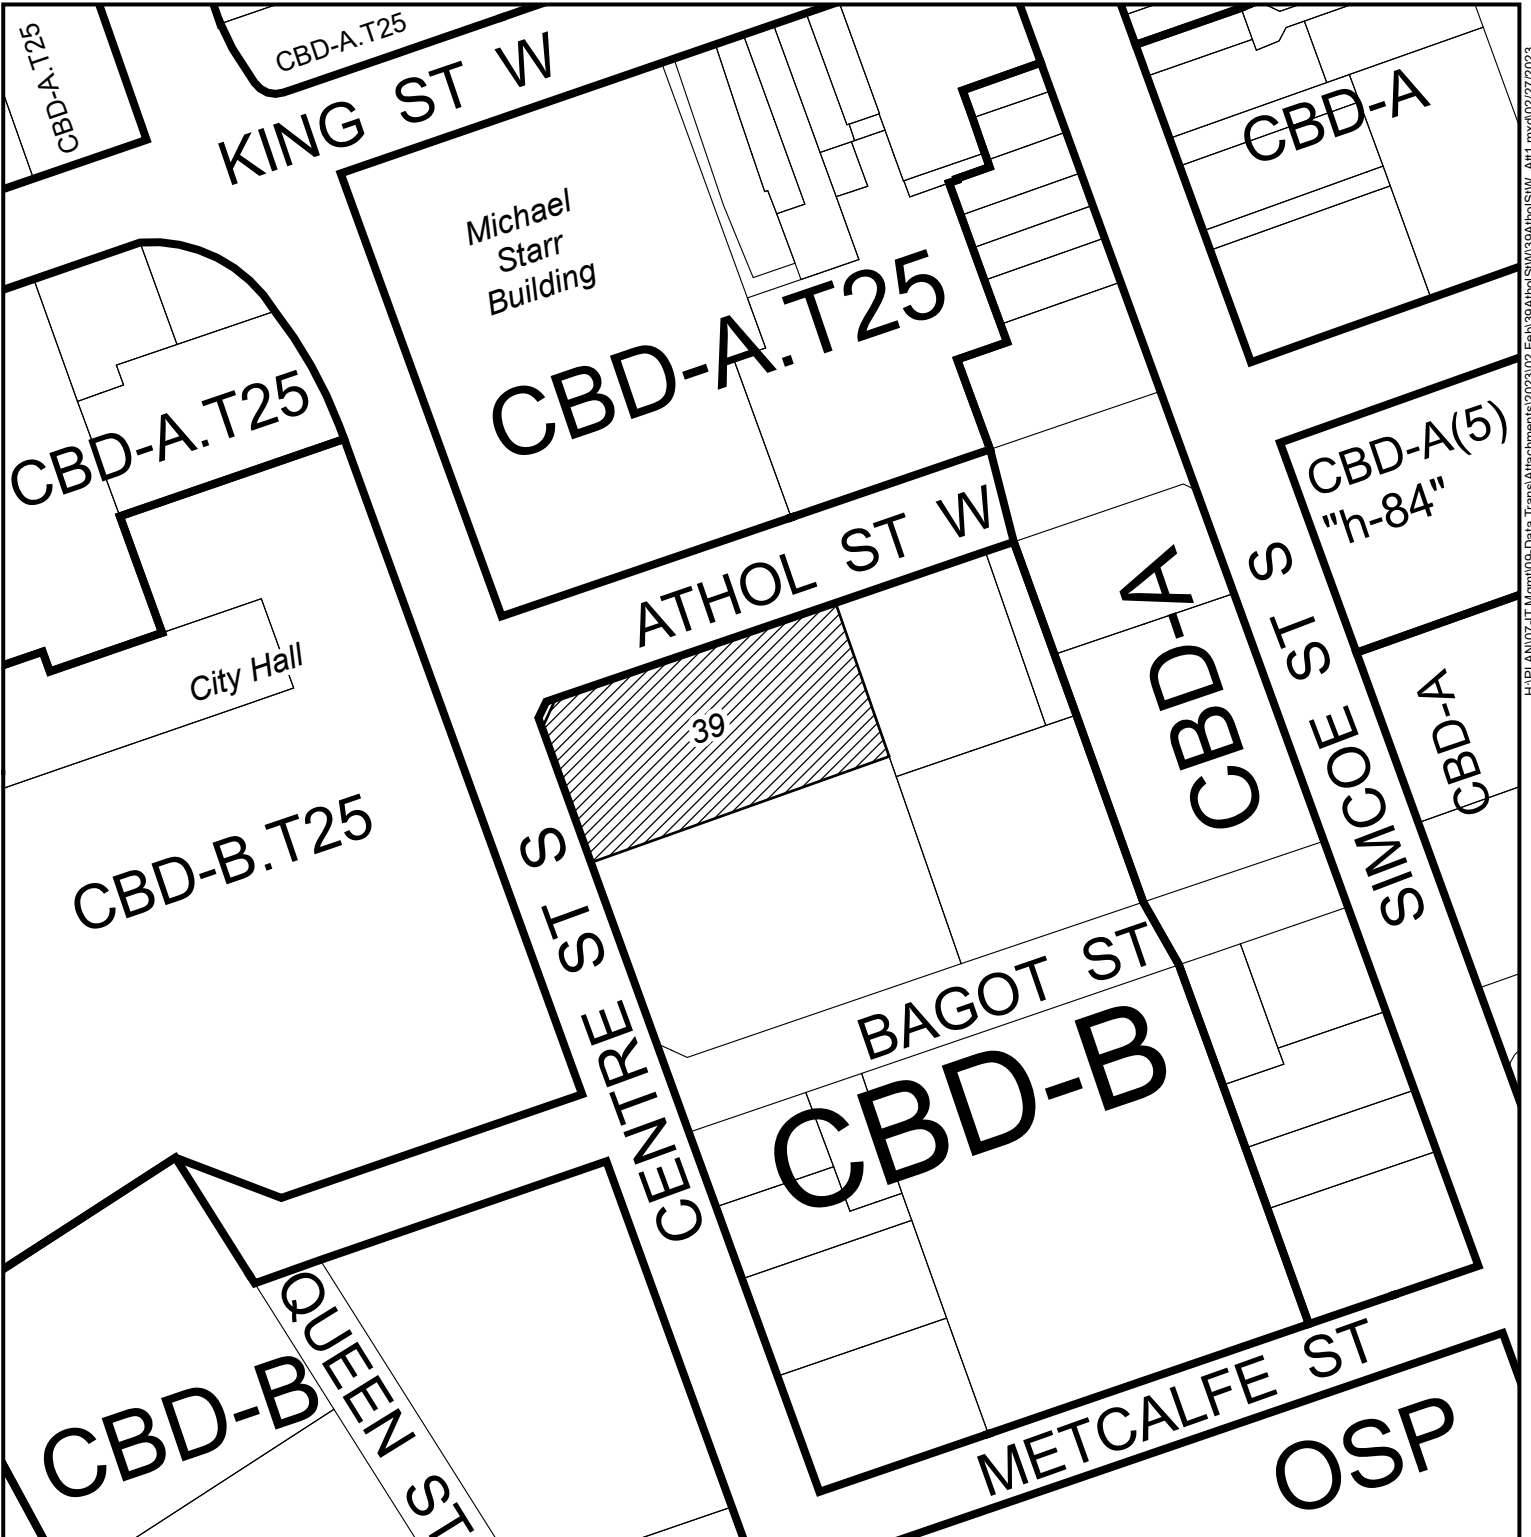 CBD-A.T25
CBD-A.T25
KING ST W
CBD-A
Michael
Starr
Building
CBD-A.T25
CBD-A.T25
CBD-A(5)
"h-84"
ATHOL ST W
CBD-A
SIMCOE ST S
City Hall
39
CBD-A
CBD-B.T25
CENTRE ST S
BAGOT ST
CBD-B
QUEEN ST
CBD-B
METCALFE ST
OSP